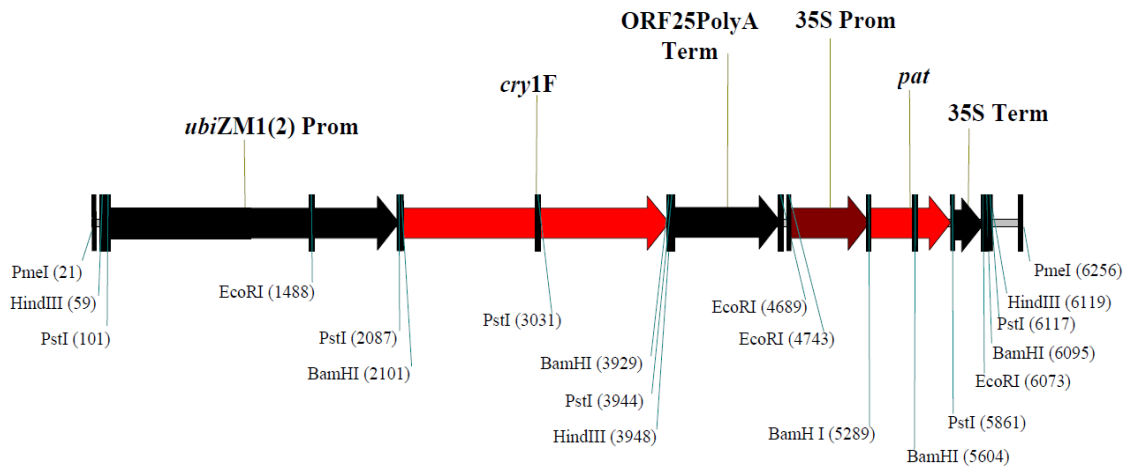 ORF25PolyA
Term
35S Prom
cry1F
pat
ubiZM1(2) Prom
35S Term
PmeI (21)
HindIII (59)
PstI (101)
EcoRI (1488)
PstI (2087)
BamHI (2101)
PstI (3031)
BamHI (3929)
PstI (3944)
HindIII (3948)
EcoRI (4689)
EcoRI (4743)
BamH I (5289)
BamHI (5604)
PstI (5861)
EcoRI (6073)
BamHI (6095)
PstI (6117)
HindIII (6119)
PmeI (6256)